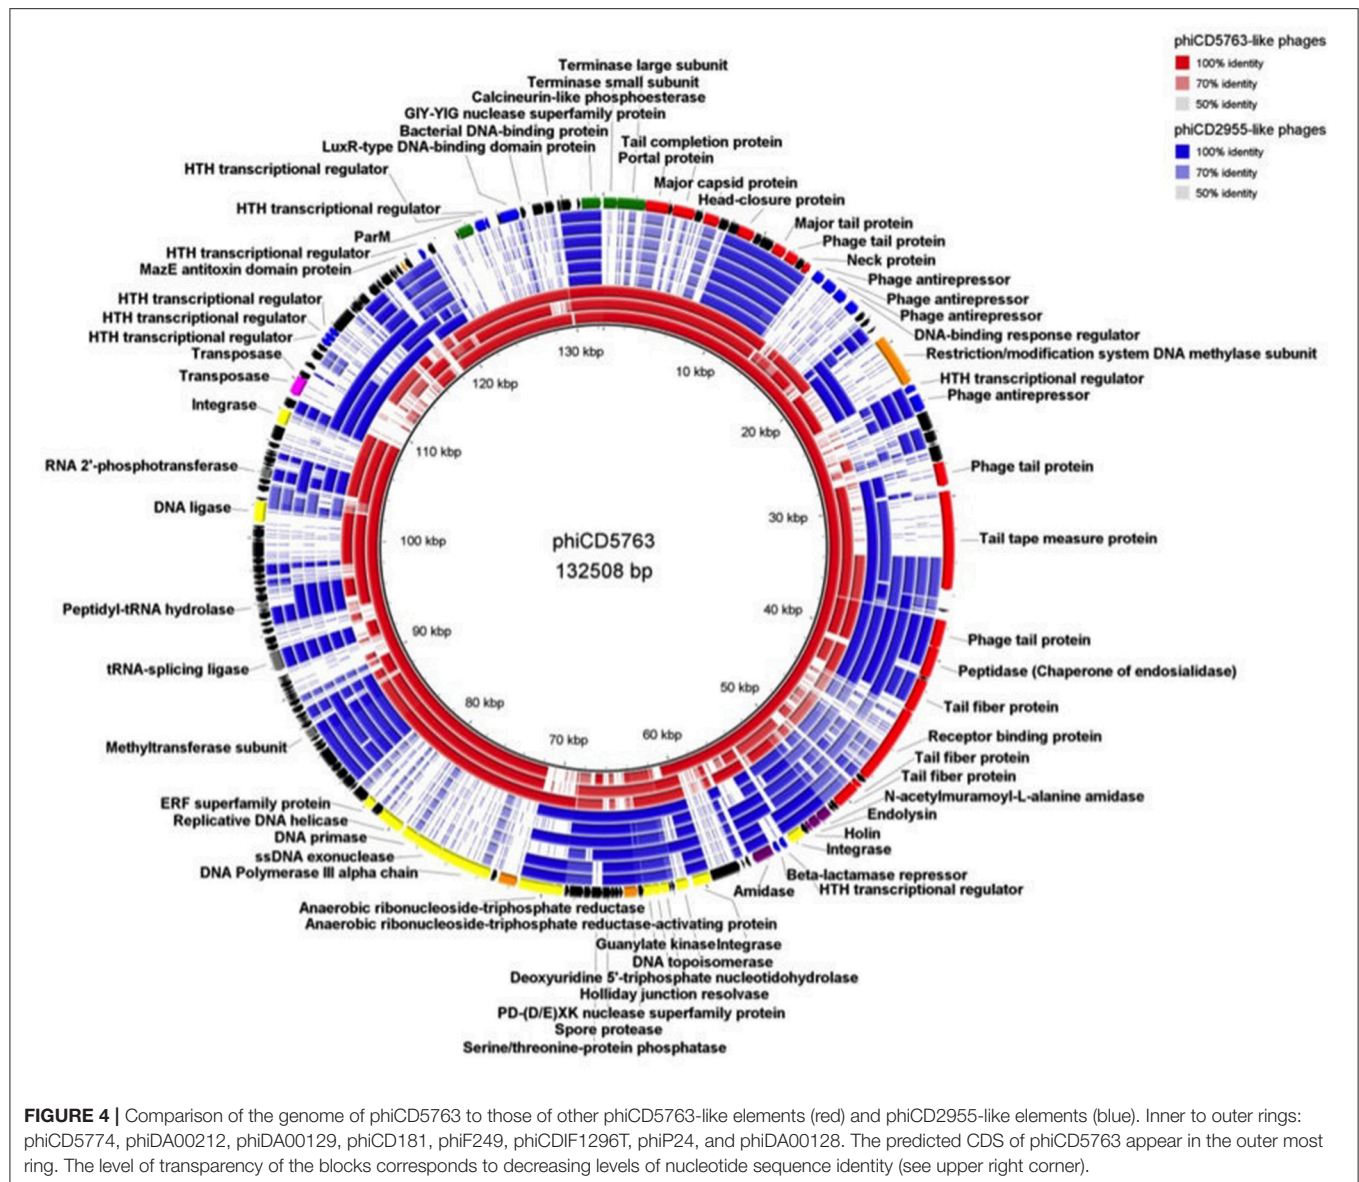 phiCD5763-like phages
100% identity
70% identity
50% identity
phiCD2955-like phages
100% identity
70% identity
50% identity
Terminase large subunit
Terminase small subunit
Calcineurin-like phosphoesterase
GIY-YIG nuclease superfamily protein
Bacterial DNA-binding protein
LuxR-type DNA-binding domain protein
HTH transcriptional regulator
HTH transcriptional regulator
ParM
HTH transcriptional regulator
MazE antitoxin domain protein
HTH transcriptional regulator
HTH transcriptional regulator
HTH transcriptional regulator
Transposase
Transposase
Integrase
RNA 2'-phosphotransferase
DNA ligase
Peptidyl-tRNA hydrolase
tRNA-splicing ligase
Methyltransferase subunit
ERF superfamily protein
Replicative DNA helicase
DNA primase
ssDNA exonuclease
DNA Polymerase III alpha chain
Tail completion protein
Portal protein
Major capsid protein
Head-closure protein
Major tail protein
Phage tail protein
Neck protein
Phage antirepressor
Phage antirepressor
Phage antirepressor
DNA-binding response regulator
Restriction/modification system DNA methylase subunit
HTH transcriptional regulator
Phage antirepressor
Phage tail protein
Tail tape measure protein
Phage tail protein
Peptidase (Chaperone of endosialidase)
Tail fiber protein
Receptor binding protein
Tail fiber protein
Tail fiber protein
N-acetylmuramoyl-L-alanine amidase
Endolysin
Holin
Integrase
Beta-lactamase repressor
HTH transcriptional regulator
Amidase
Anaerobic ribonucleoside-triphosphate reductase
Anaerobic ribonucleoside-triphosphate reductase-activating protein
Guanylate kinase
Integrase
DNA topoisomerase
Deoxyuridine 5'-triphosphate nucleotidohydrolase
Holliday junction resolvase
PD-(D/E)XK nuclease superfamily protein
Spore protease
Serine/threonine-protein phosphatase
130 kbp
10 kbp
20 kbp
30 kbp
40 kbp
50 kbp
60 kbp
70 kbp
80 kbp
90 kbp
100 kbp
110 kbp
120 kbp
phiCD5763
132508 bp
FIGURE 4 | Comparison of the genome of phiCD5763 to those of other phiCD5763-like elements (red) and phiCD2955-like elements (blue). Inner to outer rings:
phiCD5774, phiDA00212, phiDA00129, phiCD181, phiF249, phiCDIF1296T, phiP24, and phiDA00128. The predicted CDS of phiCD5763 appear in the outer most
ring. The level of transparency of the blocks corresponds to decreasing levels of nucleotide sequence identity (see upper right corner).